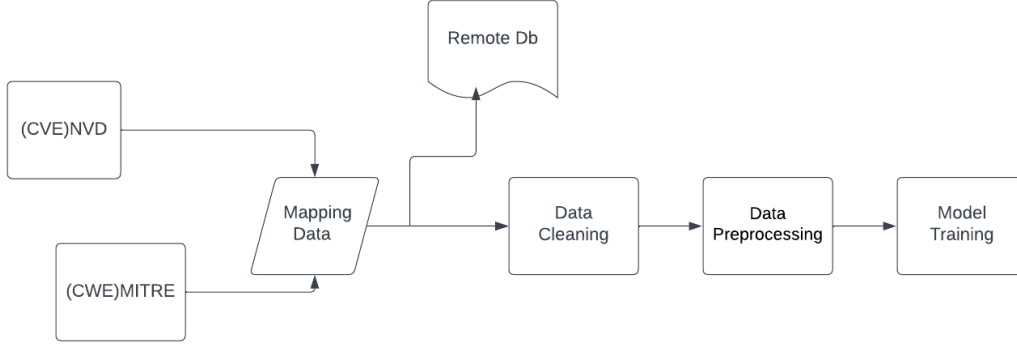 Remote Db
(CVE)NVD
Mapping
Data
Data
Cleaning
Data
Preprocessing
Model
Training
(CWE)MITRE